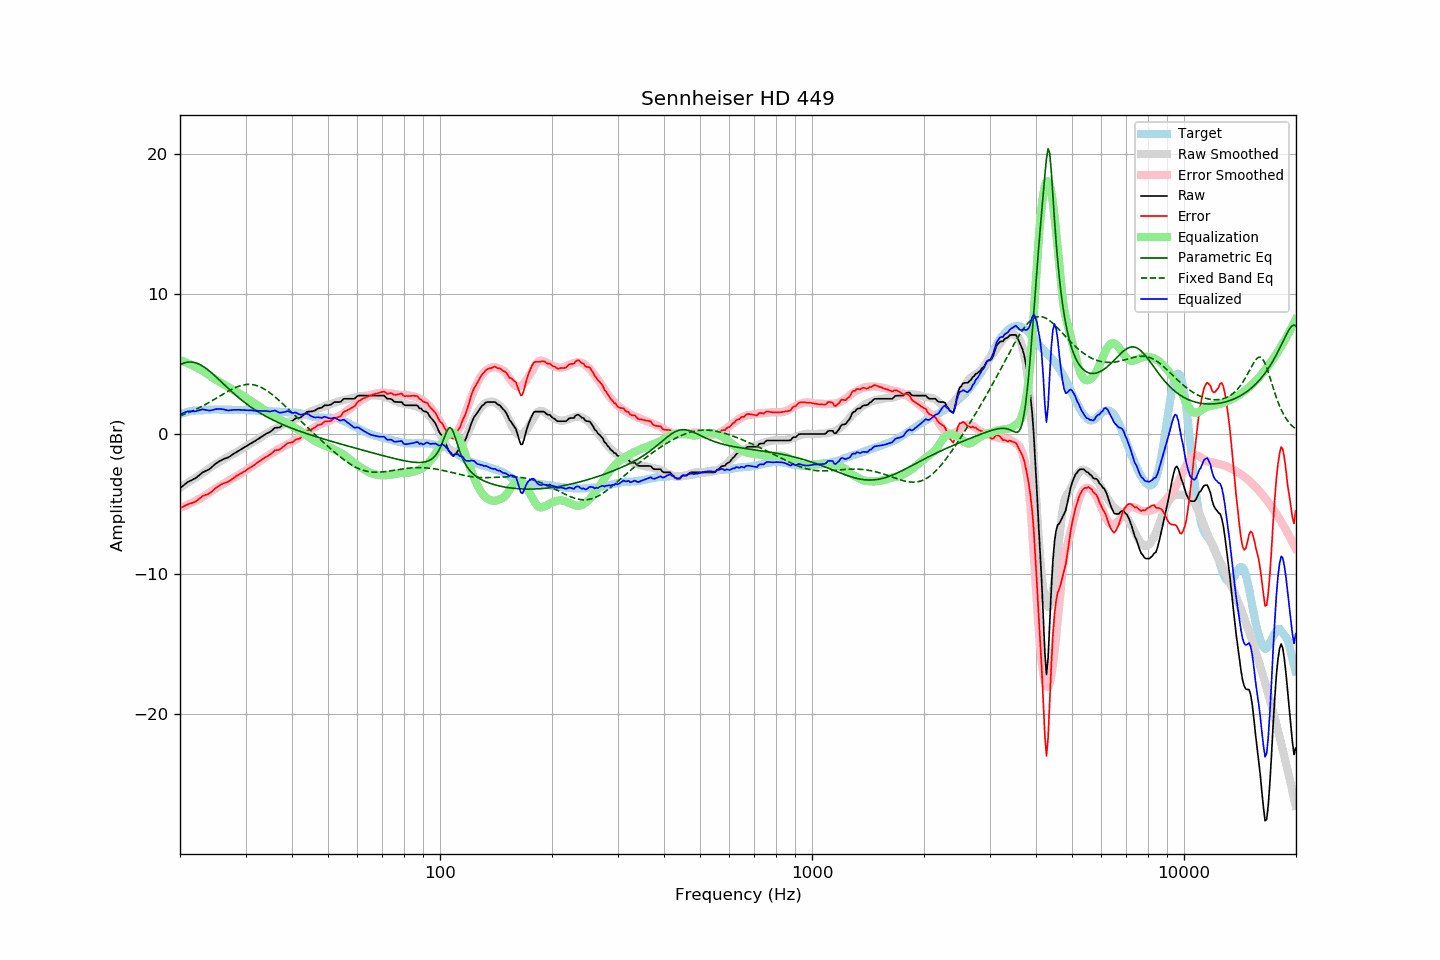 Sennheiser HD 449
Target
Raw Smoothed
Error Smoothed
Raw
Error
Equalization
Parametric Eq
Fixed Band Eq
Equalized
20
10
0
−10
−20
Amplitude (dBr)
100
1000
10000
Frequency (Hz)